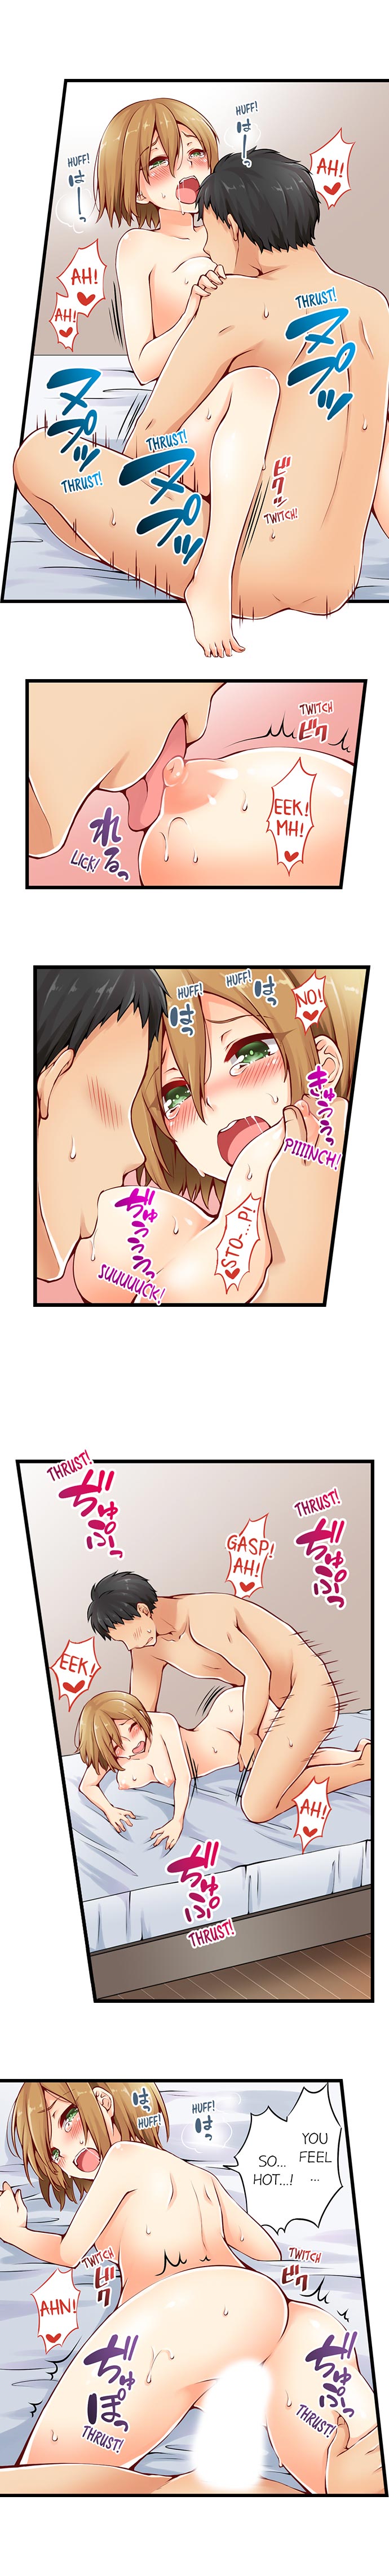 HUFF!
はーっ
HUFF!
はーっ
AH!
AH!
AH!
THRUST!
ヌプッ
ヌプッ
THRUST!
THRUST!
ヌプッ
ビクッ
TWITCH!
TWITCH
ビク
EEK!
MH!
れるっ
LICK!
HUFF!
はっ
HUFF!
はっ
NO!
きゅううっ
PIIIINCH!
STO...P!
ぢゅうううっ
SUUUUUCK!
THRUST!
ぢゅぷっ
THRUST!
ぢゅぷっ
GASP!
AH!
EEK!
AH!
ぢゅぷ
THRUST!
はっ
HUFF!
HUFF!
はっ
YOU
FEEL
...
SO...
HOT...!
TWITCH
ビク
TWITCH
ビク
AHN!
ぢゅぽっ
THRUST!
ぢゅぷっ
THRUST!